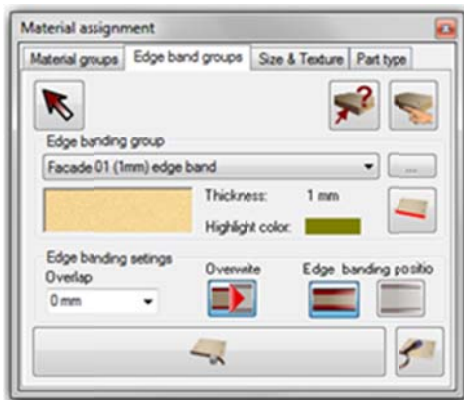 Material assignment
Material groups Edge band groups Size & Texture Part type
Edge banding group
Facade 01 (1mm) edge band ...
Thickness: 1 mm
Highlight color:
Edge banding setings
Overlap Overwrite Edge banding positio
0 mm